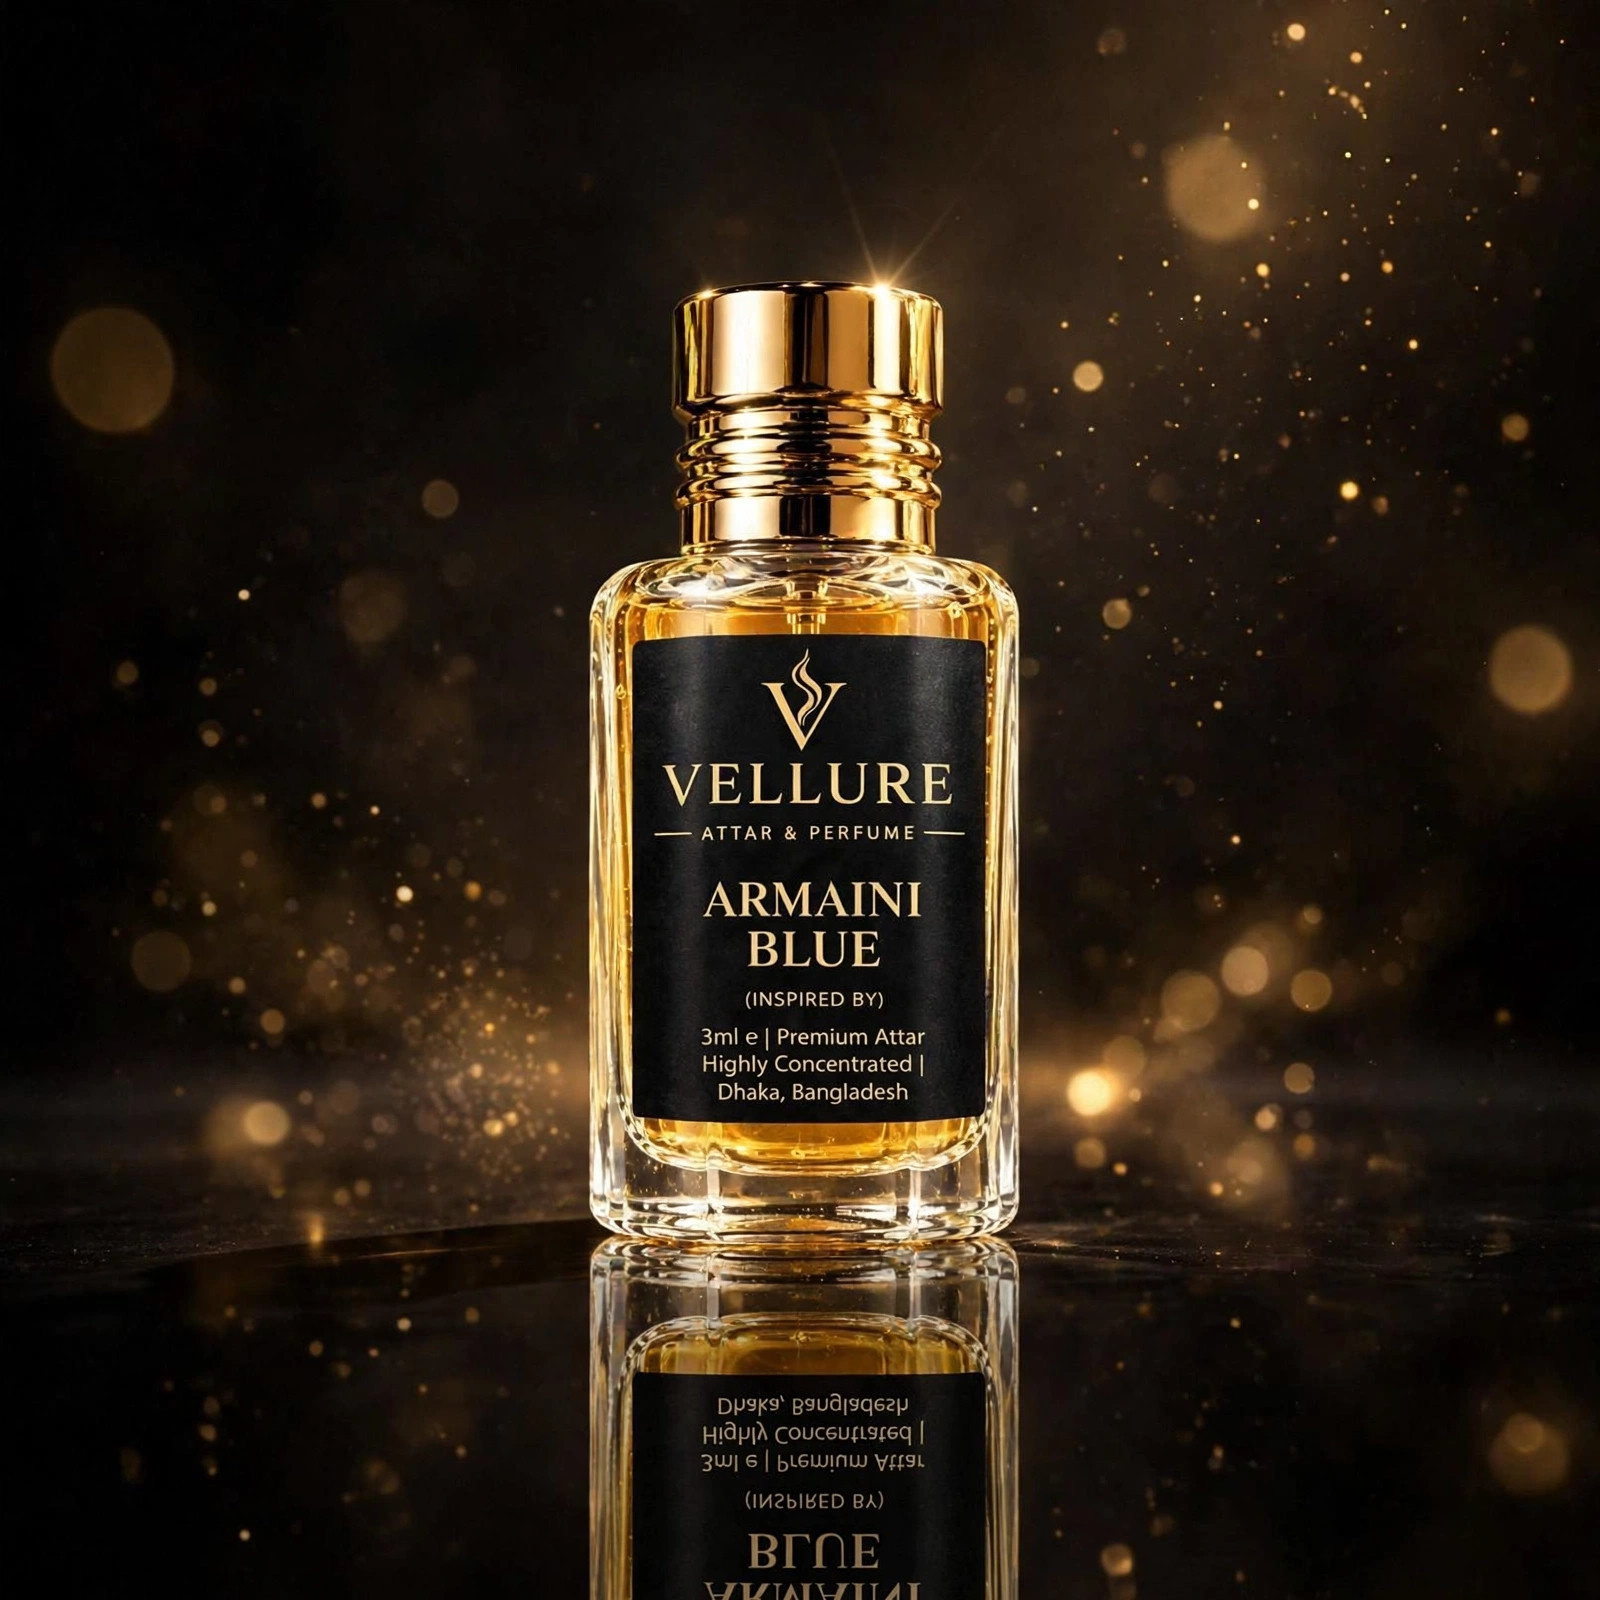 VELLURE
ATTAR & PERFUME
ARMAINI
BLUE
(INSPIRED BY)
3ml e | Premium Attar
Highly Concentrated |
Dhaka, Bangladesh